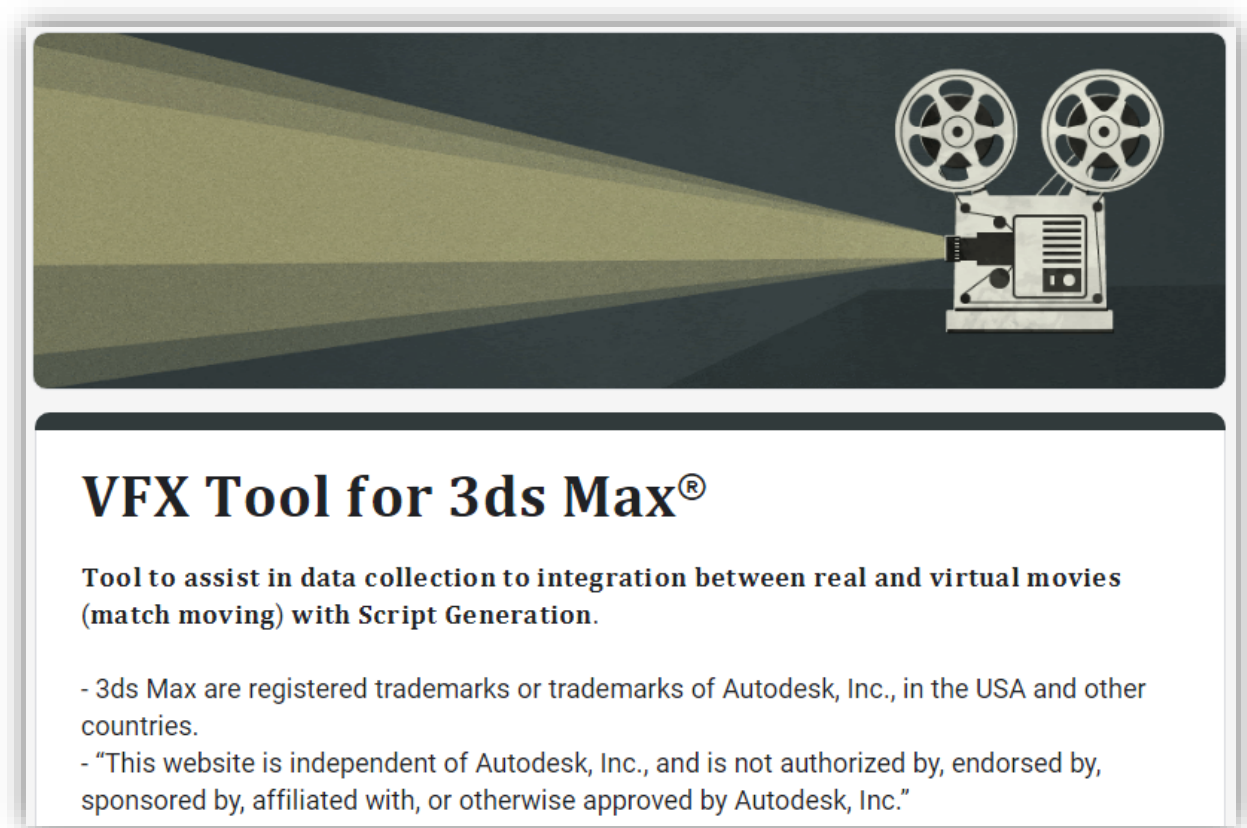 VFX Tool for 3ds Max®
Tool to assist in data collection to integration between real and virtual movies
(match moving) with Script Generation.
- 3ds Max are registered trademarks or trademarks of Autodesk, Inc., in the USA and other
countries.
- “This website is independent of Autodesk, Inc., and is not authorized by, endorsed by,
sponsored by, affiliated with, or otherwise approved by Autodesk, Inc.”